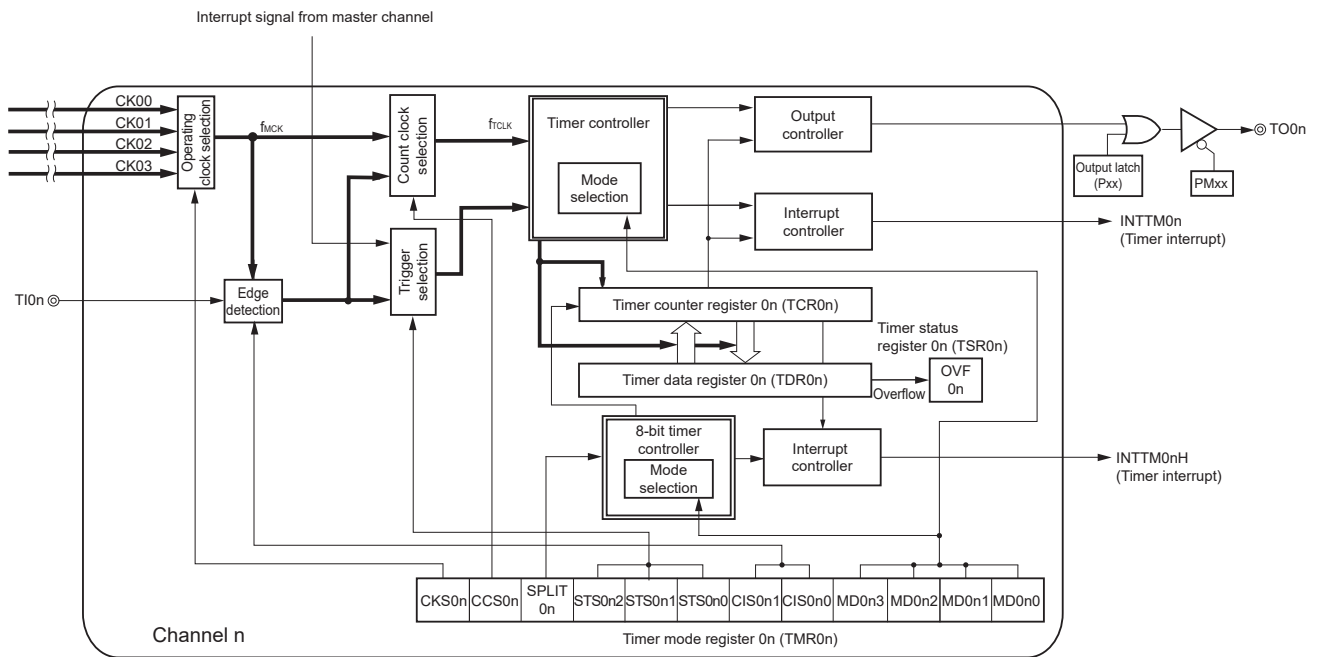 Interrupt signal from master channel
CK00
CK01
CK02
CK03
Operating
clock selection
fMCK
Count clock
selection
fTCLK
Timer controller
Mode
selection
Output
controller
TO0n
Output latch
(Pxx)
PMxx
Interrupt
controller
INTTM0n
(Timer interrupt)
Trigger
selection
TI0n
Edge
detection
Timer counter register 0n (TCR0n)
Timer status
register 0n (TSR0n)
Timer data register 0n (TDR0n)
Overflow
OVF
0n
8-bit timer
controller
Mode
selection
Interrupt
controller
INTTM0nH
(Timer interrupt)
CKS0n
CCS0n
SPLIT
0n
STS0n2
STS0n1
STS0n0
CIS0n1
CIS0n0
MD0n3
MD0n2
MD0n1
MD0n0
Channel n
Timer mode register 0n (TMR0n)